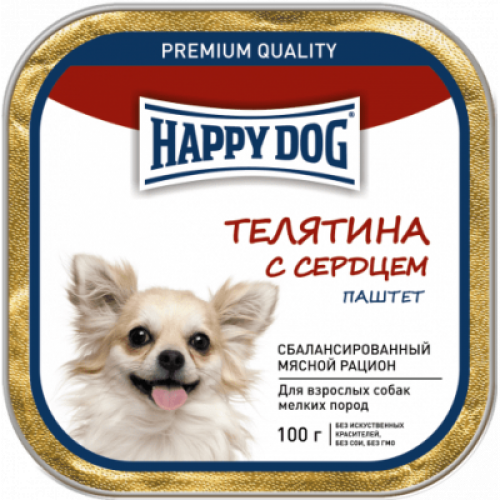 PREMIUM QUALITY
HAPPY DOG
®
ТЕЛЯТИНА
С СЕРДЦЕМ
ПАШТЕТ
СБАЛАНСИРОВАННЫЙ
МЯСНОЙ РАЦИОН
Для взрослых собак
мелких пород
100 г
БЕЗ ИСКУСТВЕННЫХ
КРАСИТЕЛЕЙ,
БЕЗ СОИ, БЕЗ ГМО